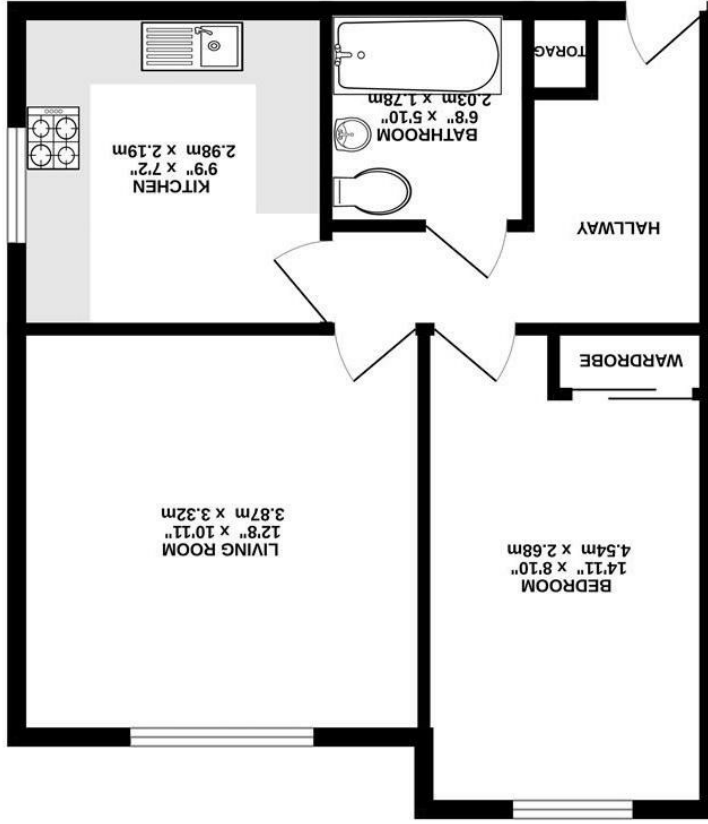 BEDROOM
14'11" x 8'10"
4.54m x 2.68m
LIVING ROOM
12'8" x 10'11"
3.87m x 3.32m
WARDROBE
HALLWAY
KITCHEN
9'9" x 7'2"
2.98m x 2.19m
BATHROOM
6'8" x 5'10"
2.03m x 1.78m
TORAG